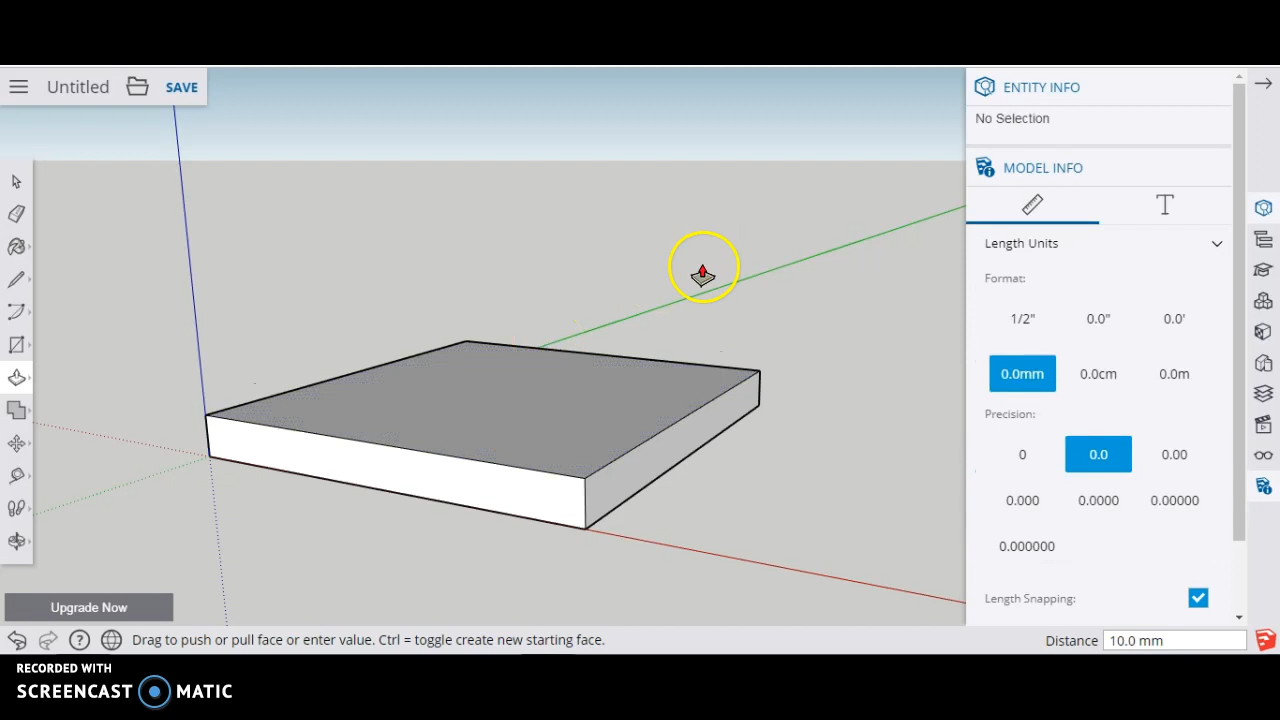 Untitled SAVE
ENTITY INFO
No Selection
MODEL INFO
Length Units
Format:
1/2" 0.0" 0.0'
0.0mm 0.0cm 0.0m
Precision:
0 0.0 0.00
0.000 0.0000 0.00000
0.000000
Length Snapping:
Upgrade Now
Drag to push or pull face or enter value. Ctrl = toggle create new starting face.
Distance 10.0 mm
RECORDED WITH
SCREENCAST MATIC